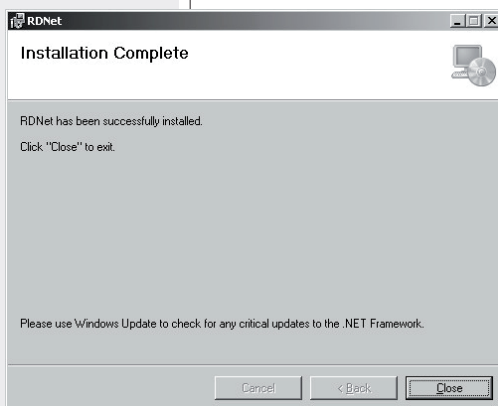 RDNet
Installation Complete
RDNet has been successfully installed.
Click "Close" to exit.
Please use Windows Update to check for any critical updates to the .NET Framework.
Cancel < Back Close